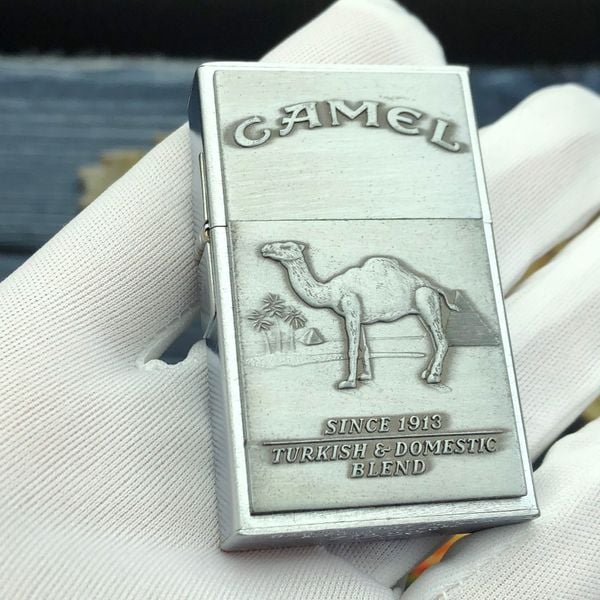 CAMEL
SINCE 1913
TURKISH & DOMESTIC
BLEND